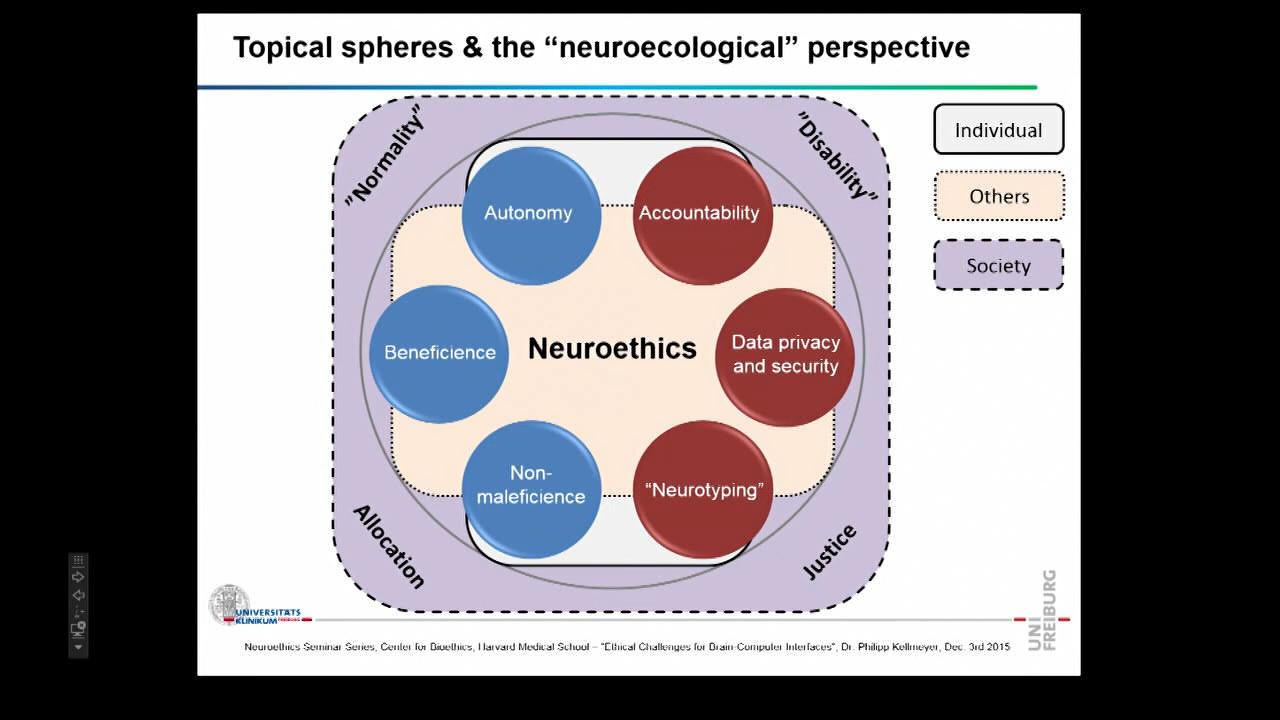 Topical spheres & the “neuroecological” perspective
”Normality”
”Disability”
Individual
Others
Society
Autonomy
Accountability
Beneficience
Neuroethics
Data privacy
and security
Non-
maleficience
“Neurotyping”
Allocation
Justice
UNIVERSITÄTS
KLINIKUM FREIBURG
UNI
FREIBURG
Neuroethics Seminar Series, Center for Bioethics, Harvard Medical School – “Ethical Challenges for Brain-Computer Interfaces”, Dr. Philipp Kellmeyer, Dec. 3rd 2015